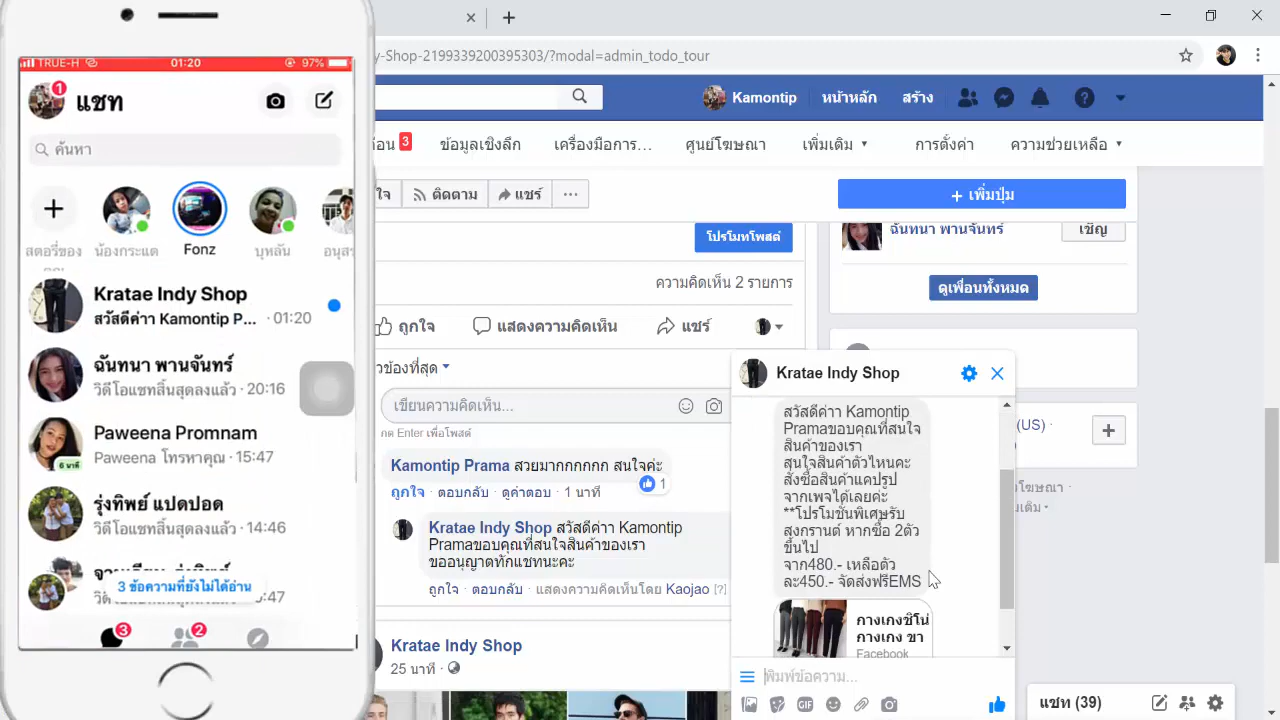 TRUE-H 01:20 97%
1
แชท
ค้นหา
สตอรี่ของ น้องกระแต Fonz บุหลัน
Kratae Indy Shop
สวัสดีค่าา Kamontip P... · 01:20
ฉันทนา พานจันทร์
วิดีโอแชทสิ้นสุดลงแล้ว · 20:16
Paweena Promnam
Paweena โทรหาคุณ · 15:47
6 นาที
รุ่งทิพย์ แปดปอด
วิดีโอแชทสิ้นสุดลงแล้ว · 14:46
3 ข้อความที่ยังไม่ได้อ่าน
3 2
y-Shop-2199339200395303/?modal=admin_todo_tour
Kamontip หน้าหลัก สร้าง
3 ข้อมูลเชิงลึก เครื่องมือการ... ศูนย์โฆษณา เพิ่มเติม การตั้งค่า ความช่วยเหลือ
ติดตาม แชร์ ...
+ เพิ่มปุ่ม
โปรโมทโพสต์
ฉันทนา พานจันทร์ เชิญ
ความคิดเห็น 2 รายการ
ดูเพื่อนทั้งหมด
ถูกใจ แสดงความคิดเห็น แชร์
เขียนความคิดเห็น...
กด Enter เพื่อโพสต์
Kamontip Prama สวยมากกกกกก สนใจค่ะ
ถูกใจ · ตอบกลับ · ดูคำตอบ · 1 นาที
1
Kratae Indy Shop สวัสดีค่าา Kamontip
Pramaขอบคุณที่สนใจสินค้าของเรา
ขออนุญาตทักแชทนะคะ
ถูกใจ · ตอบกลับ · แสดงความคิดเห็นโดย Kaojao [?]
Kratae Indy Shop
25 นาที ·
Kratae Indy Shop
สวัสดีค่าา Kamontip
Pramaขอบคุณที่สนใจ
สินค้าของเรา
สนใจสินค้าตัวไหนคะ
สั่งซื้อสินค้าแคปรูป
จากเพจได้เลยค่ะ
**โปรโมชั่นพิเศษรับ
สงกรานต์ หากซื้อ 2ตัว
ขึ้นไป
จาก480.- เหลือตัว
ละ450.- จัดส่งฟรีEMS
กางเกงชิโน่
กางเกง ขา
Facebook
พิมพ์ข้อความ...
GIF
(US) ·
แชท (39)